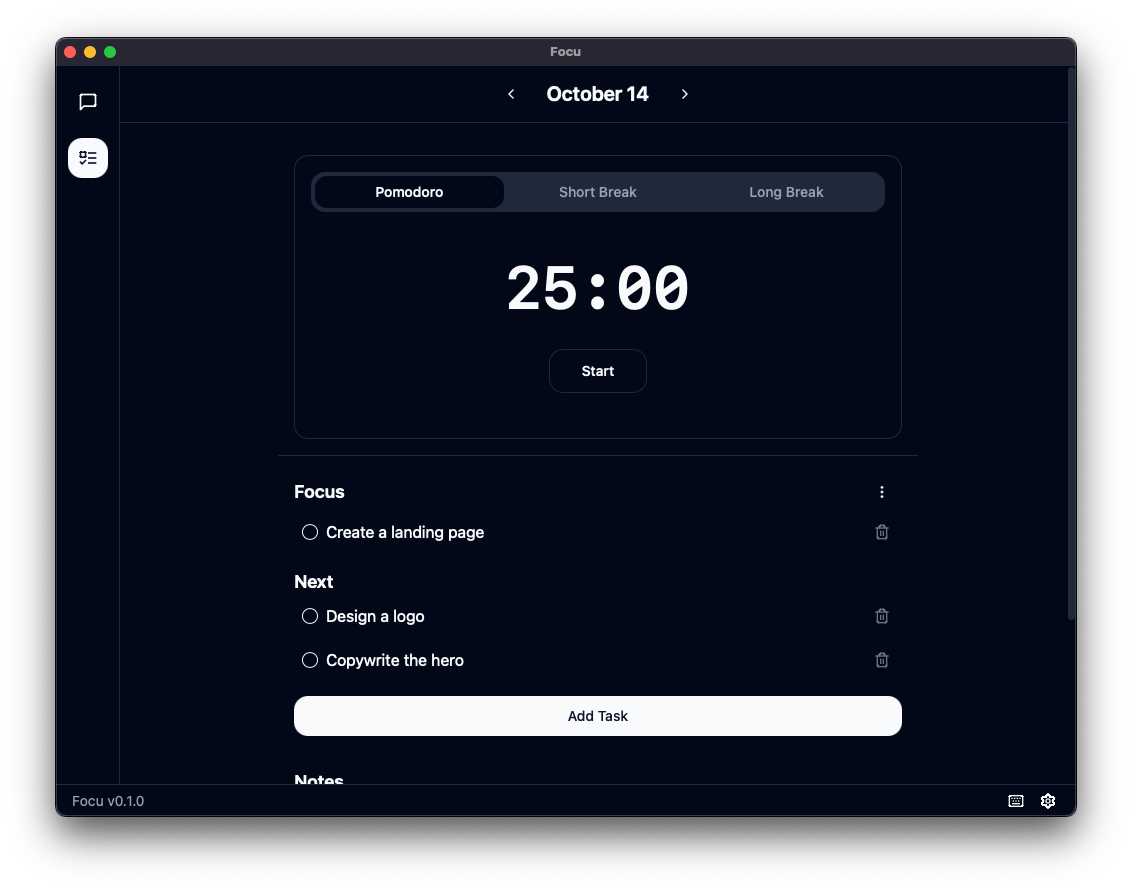 Focu
October 14
Pomodoro Short Break Long Break
25:00
Start
Focus
Create a landing page
Next
Design a logo
Copywrite the hero
Add Task
Notes
Focu v0.1.0